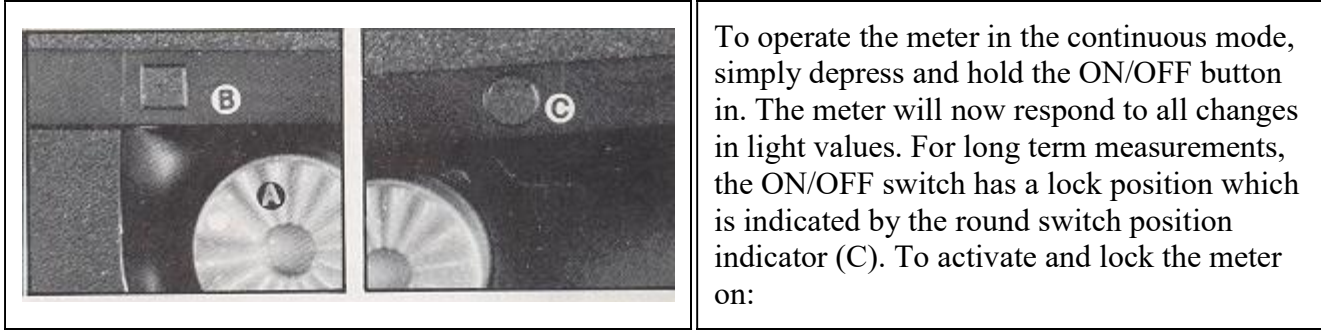 B
C
A
To operate the meter in the continuous mode,
simply depress and hold the ON/OFF button
in. The meter will now respond to all changes
in light values. For long term measurements,
the ON/OFF switch has a lock position which
is indicated by the round switch position
indicator (C). To activate and lock the meter
on: